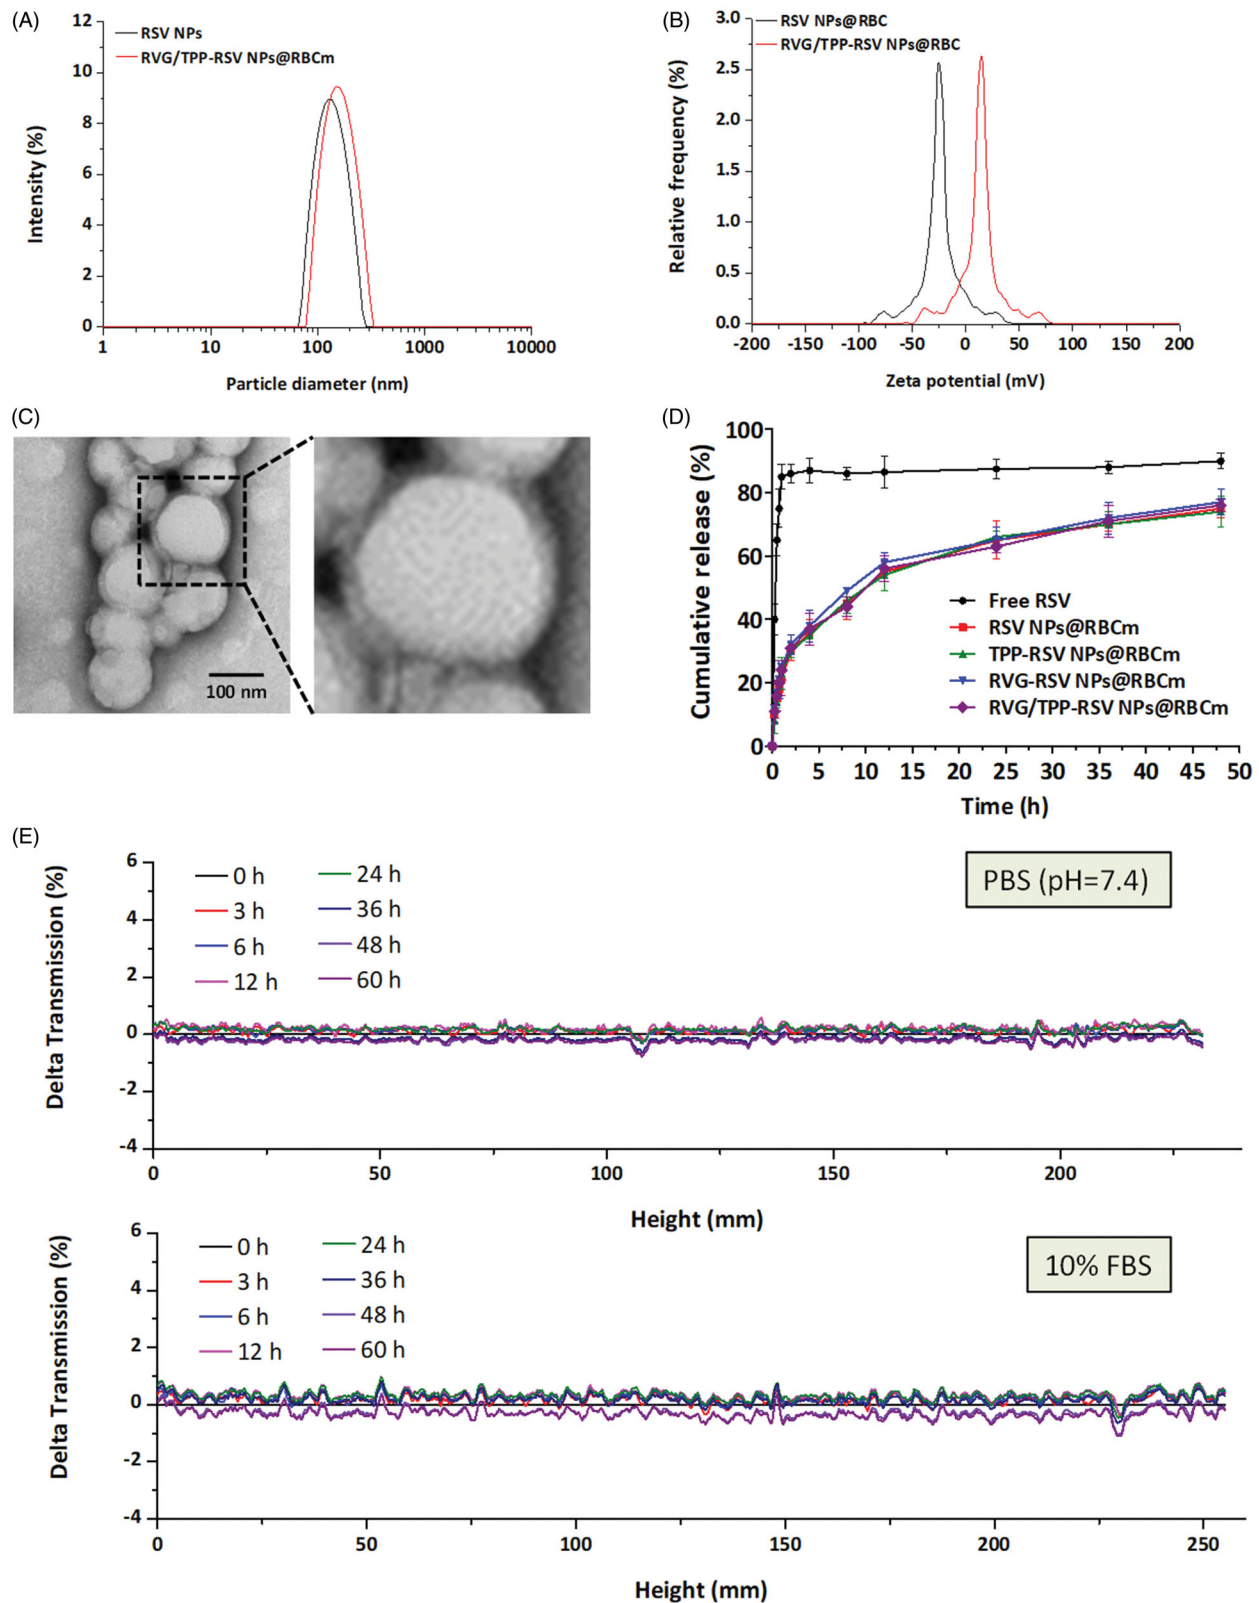 (A)
12
10
8
6
4
2
0
Intensity (%)
RSV NPs
RVG/TPP-RSV NPs@RBCm
1 10 100 1000 10000
Particle diameter (nm)
(B)
3.0
2.5
2.0
1.5
1.0
0.5
0.0
Relative frequency (%)
RSV NPs@RBC
RVG/TPP-RSV NPs@RBC
-200 -150 -100 -50 0 50 100 150 200
Zeta potential (mV)
(C)
100 nm
(D)
100
80
60
40
20
0
Cumulative release (%)
Free RSV
RSV NPs@RBCm
TPP-RSV NPs@RBCm
RVG-RSV NPs@RBCm
RVG/TPP-RSV NPs@RBCm
0 5 10 15 20 25 30 35 40 45 50
Time (h)
(E)
6
4
2
0
-2
-4
Delta Transmission (%)
0 h 24 h
3 h 36 h
6 h 48 h
12 h 60 h
PBS (pH=7.4)
0 50 100 150 200
Height (mm)
6
4
2
0
-2
-4
Delta Transmission (%)
0 h 24 h
3 h 36 h
6 h 48 h
12 h 60 h
10% FBS
0 50 100 150 200 250
Height (mm)